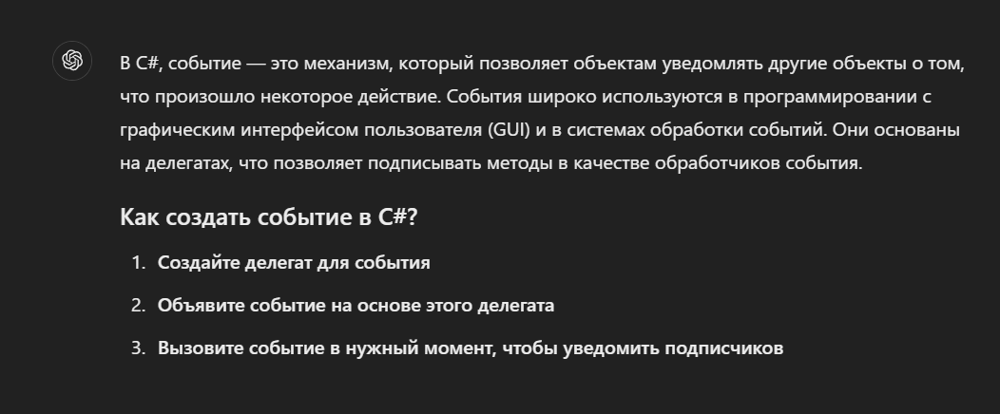 В C#, событие — это механизм, который позволяет объектам уведомлять другие объекты о том,
что произошло некоторое действие. События широко используются в программировании с
графическим интерфейсом пользователя (GUI) и в системах обработки событий. Они основаны
на делегатах, что позволяет подписывать методы в качестве обработчиков события.
Как создать событие в C#?
1. Создайте делегат для события
2. Объявите событие на основе этого делегата
3. Вызовите событие в нужный момент, чтобы уведомить подписчиков